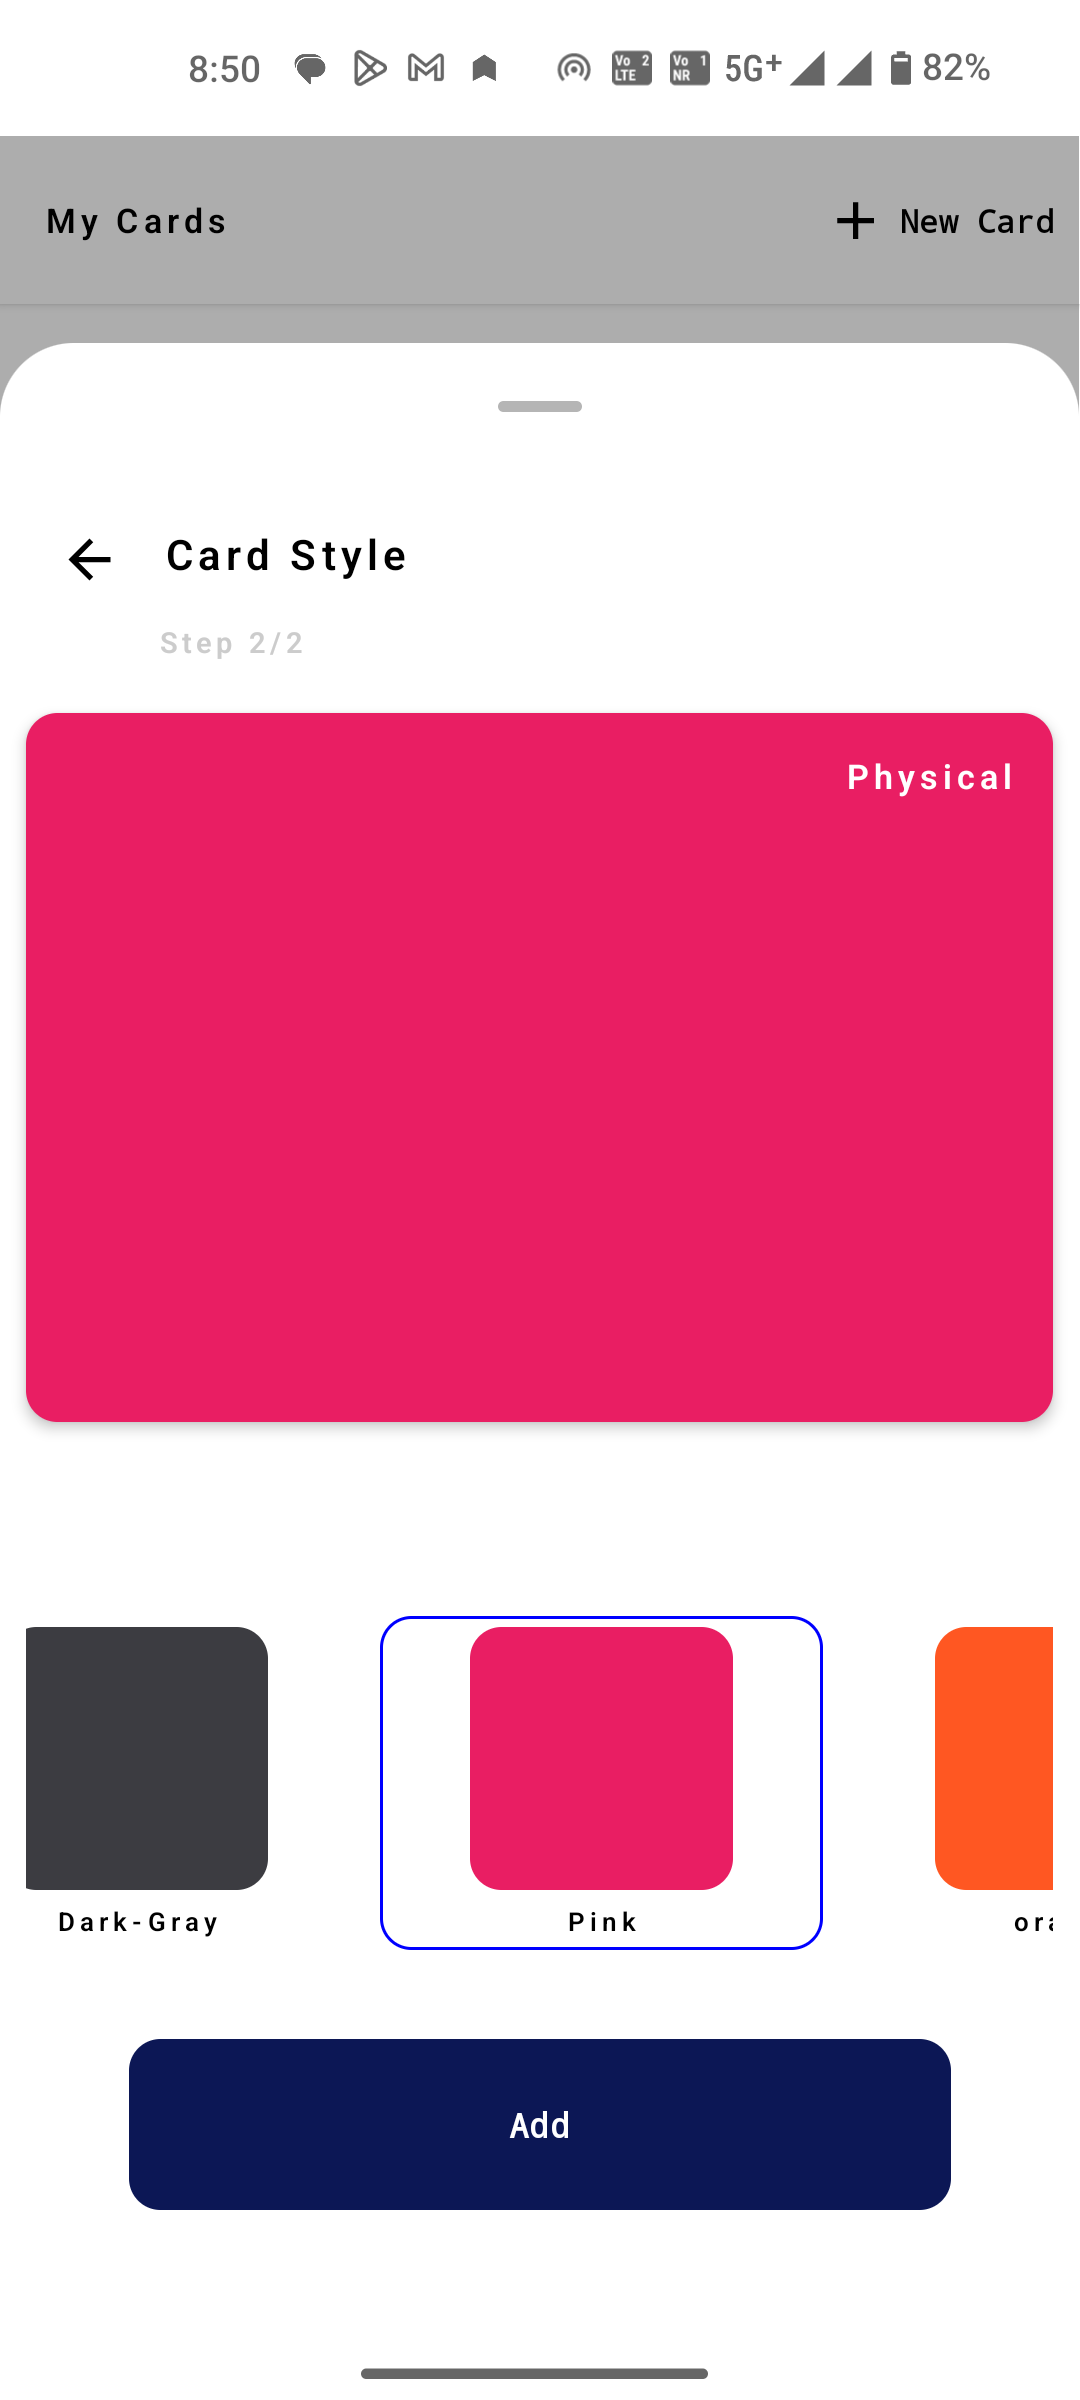 8:50 Vo 2 LTE Vo 1 NR 5G+ 82%
My Cards
New Card
Card Style
Step 2/2
Physical
Dark-Gray
Pink
ora
Add